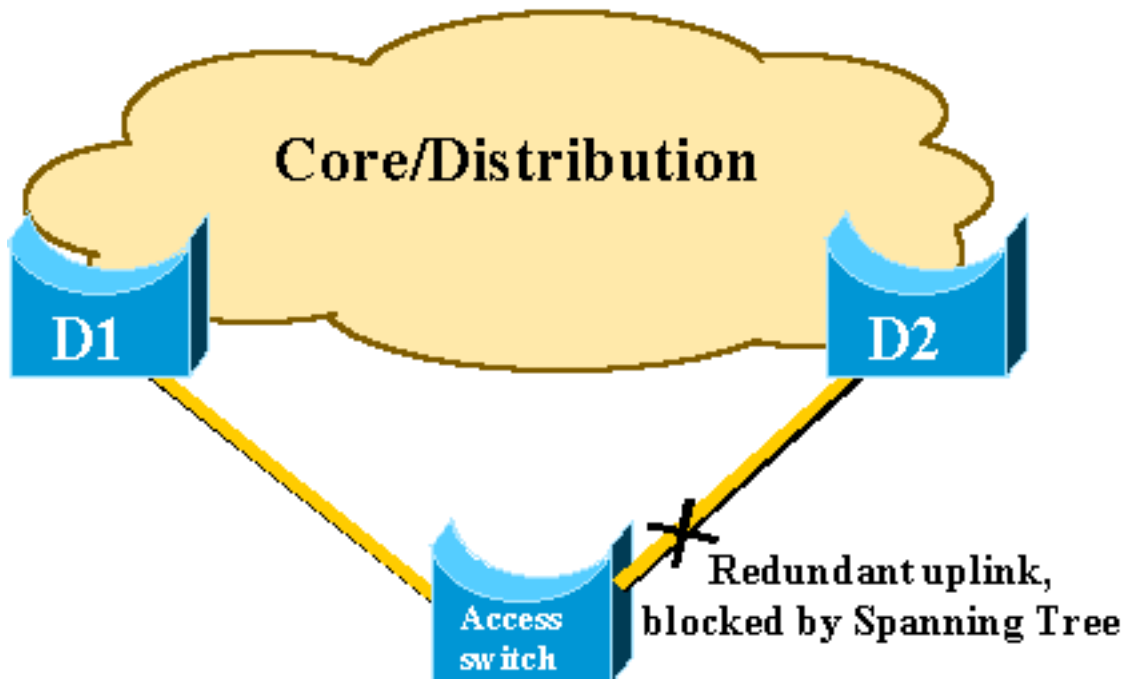 Core/Distribution
D1
D2
Access
switch
Redundant uplink,
blocked by Spanning Tree